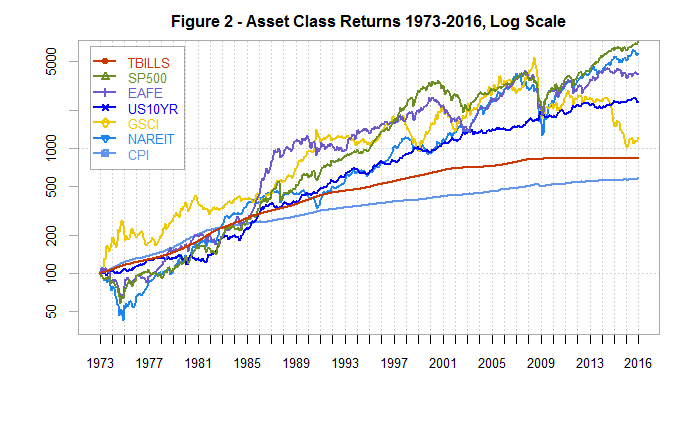 Figure 2 - Asset Class Returns 1973-2016, Log Scale
TBILLS
SP500
EAFE
US10YR
GSCI
NAREIT
CPI
5000
1000
500
200
100
50
1973 1977 1981 1985 1989 1993 1997 2001 2005 2009 2013 2016